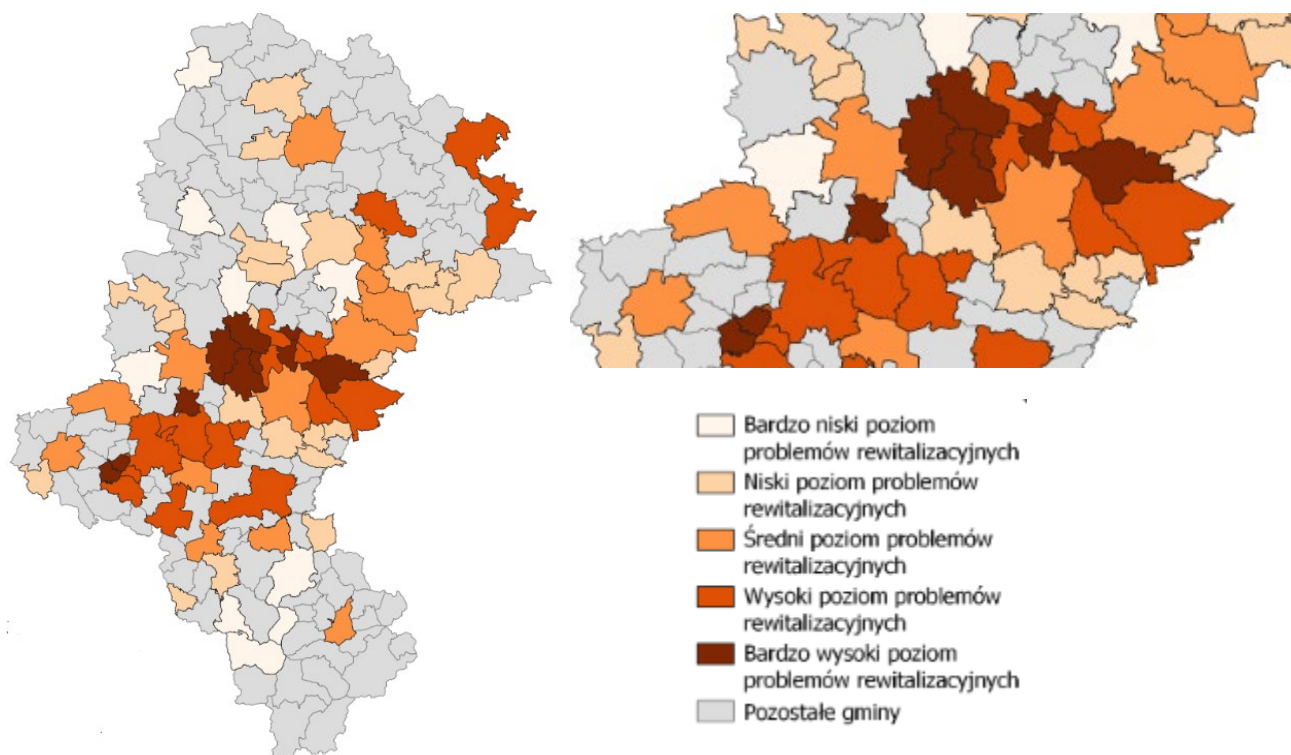 Bardzo niski poziom
problemów rewitalizacyjnych
Niski poziom problemów
rewitalizacyjnych
Średni poziom problemów
rewitalizacyjnych
Wysoki poziom problemów
rewitalizacyjnych
Bardzo wysoki poziom
problemów rewitalizacyjnych
Pozostałe gminy